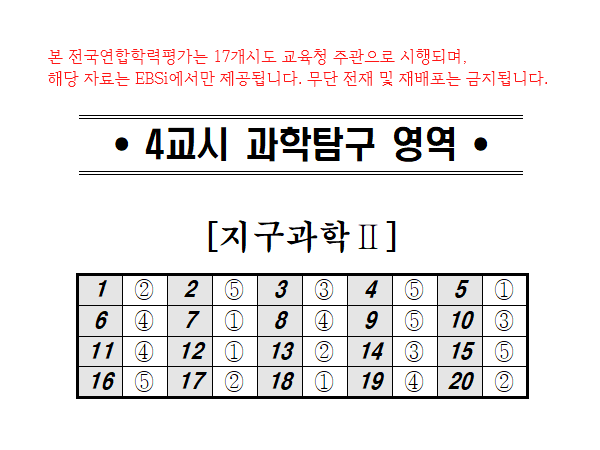 본 전국연합학력평가는 17개시도 교육청 주관으로 시행되며,
해당 자료는 EBSi에서만 제공됩니다. 무단 전재 및 재배포는 금지됩니다.
• 4교시 과학탐구 영역 •
[지구과학Ⅱ]
1 ② 2 ⑤ 3 ③ 4 ⑤ 5 ①
6 ④ 7 ① 8 ④ 9 ⑤ 10 ③
11 ④ 12 ① 13 ② 14 ③ 15 ⑤
16 ⑤ 17 ② 18 ① 19 ④ 20 ②